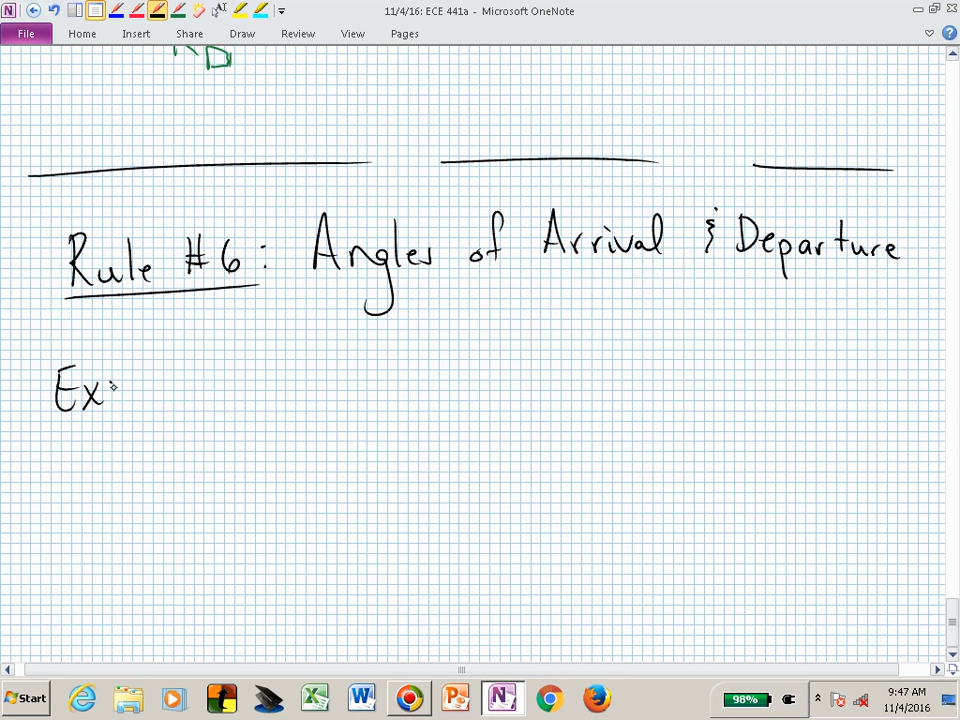 11/4/16: ECE 441a - Microsoft OneNote
File Home Insert Share Draw Review View Pages
D
Rule #6: Angles of Arrival & Departure
Ex:
Start
98%
9:47 AM
11/4/2016